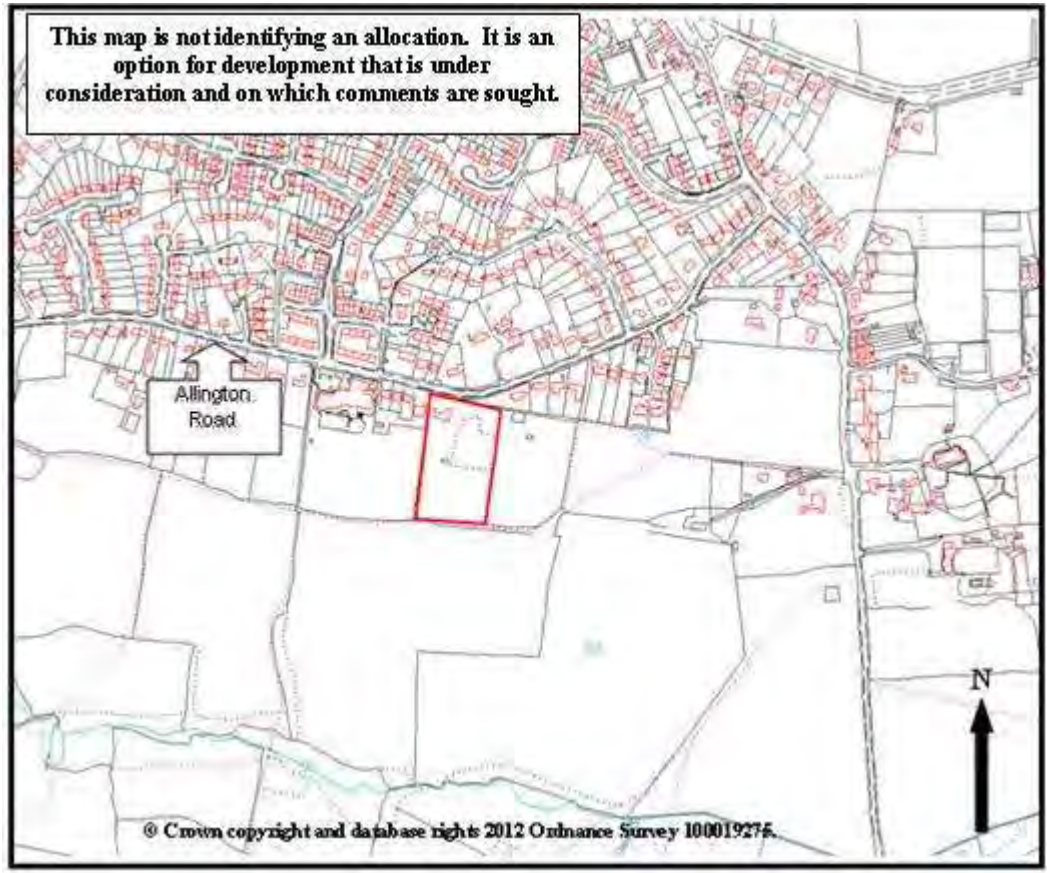 This map is not identifying an allocation. It is an
option for development that is under
consideration and on which comments are sought.
Allington
Road
N
© Crown copyright and database rights 2012 Ordnance Survey 100019275.